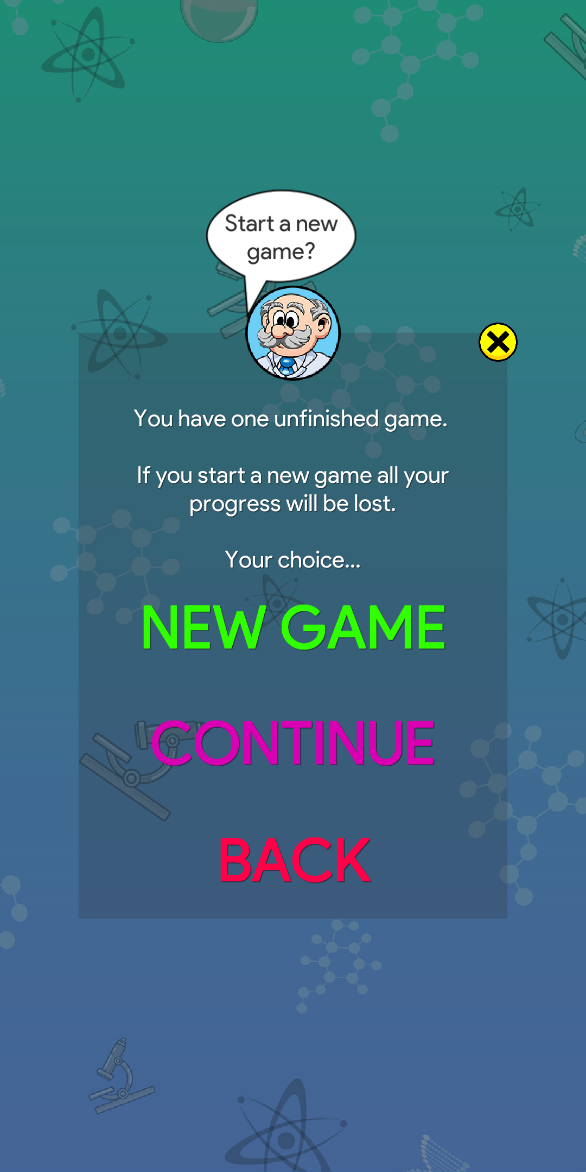 Start a new
game?
You have one unfinished game.
If you start a new game all your
progress will be lost.
Your choice...
NEW GAME
CONTINUE
BACK